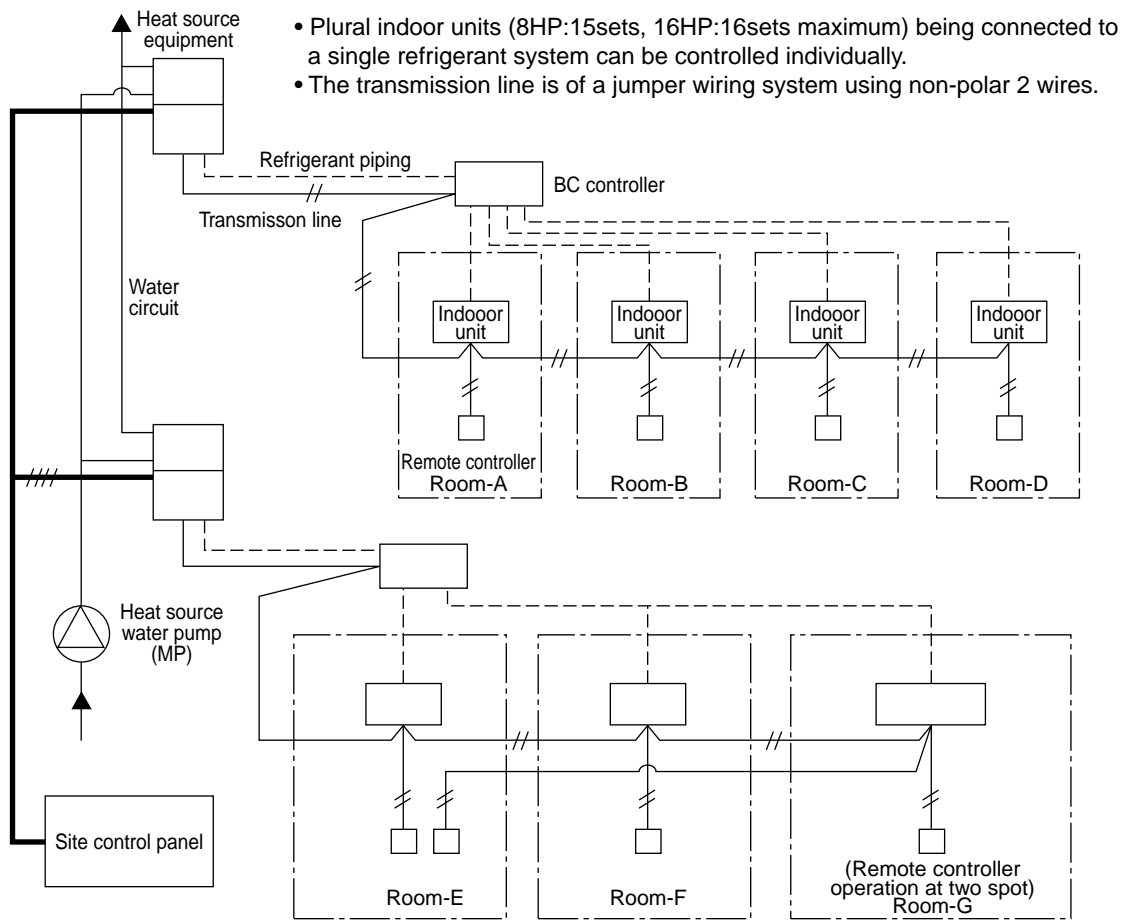 Heat source
equipment
• Plural indoor units (8HP:15sets, 16HP:16sets maximum) being connected to
a single refrigerant system can be controlled individually.
• The transmission line is of a jumper wiring system using non-polar 2 wires.
Refrigerant piping
BC controller
Transmisson line
Water
circuit
Indooor
unit
Indooor
unit
Indooor
unit
Indooor
unit
Remote controller
Room-A
Room-B
Room-C
Room-D
Heat source
water pump
(MP)
Site control panel
Room-E
Room-F
(Remote controller
operation at two spot)
Room-G